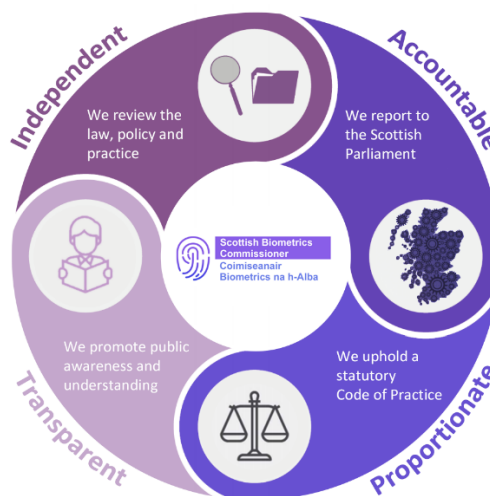 Independent
We review the
law, policy and
practice
Accountable
We report to
the Scottish
Parliament
Scottish Biometrics
Commissioner
Coimiseanair
Biometrics na h-Alba
We promote public
awareness and
understanding
Transparent
We uphold a
statutory
Code of Practice
Proportionate